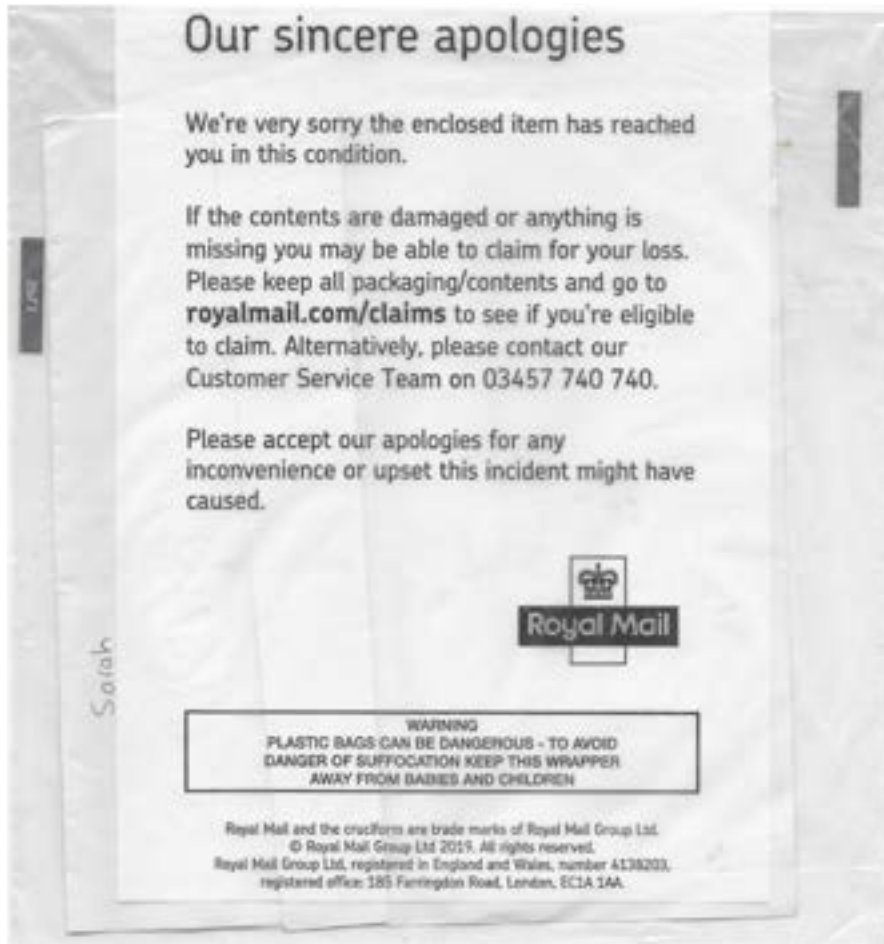 Our sincere apologies
We're very sorry the enclosed item has reached
you in this condition.
If the contents are damaged or anything is
missing you may be able to claim for your loss.
Please keep all packaging/contents and go to
royalmail.com/claims to see if you're eligible
to claim. Alternatively, please contact our
Customer Service Team on 03457 740 740.
Please accept our apologies for any
inconvenience or upset this incident might have
caused.
Royal Mail
Sarah
WARNING
PLASTIC BAGS CAN BE DANGEROUS - TO AVOID
DANGER OF SUFFOCATION KEEP THIS WRAPPER
AWAY FROM BABIES AND CHILDREN
Royal Mail and the cruciform are trade marks of Royal Mail Group Ltd.
© Royal Mail Group Ltd 2019. All rights reserved.
Royal Mail Group Ltd, registered in England and Wales, number 4138203,
registered office: 185 Farringdon Road, London, EC1A 1AA.